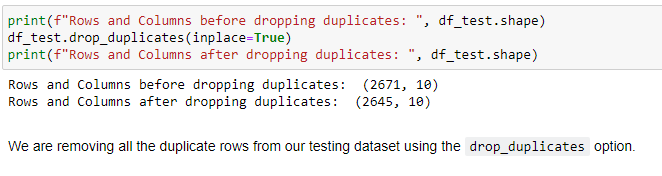 print(f"Rows and Columns before dropping duplicates: ", df_test.shape)
df_test.drop_duplicates(inplace=True)
print(f"Rows and Columns after dropping duplicates: ", df_test.shape)
Rows and Columns before dropping duplicates:  (2671, 10)
Rows and Columns after dropping duplicates:  (2645, 10)
We are removing all the duplicate rows from our testing dataset using the drop_duplicates option.